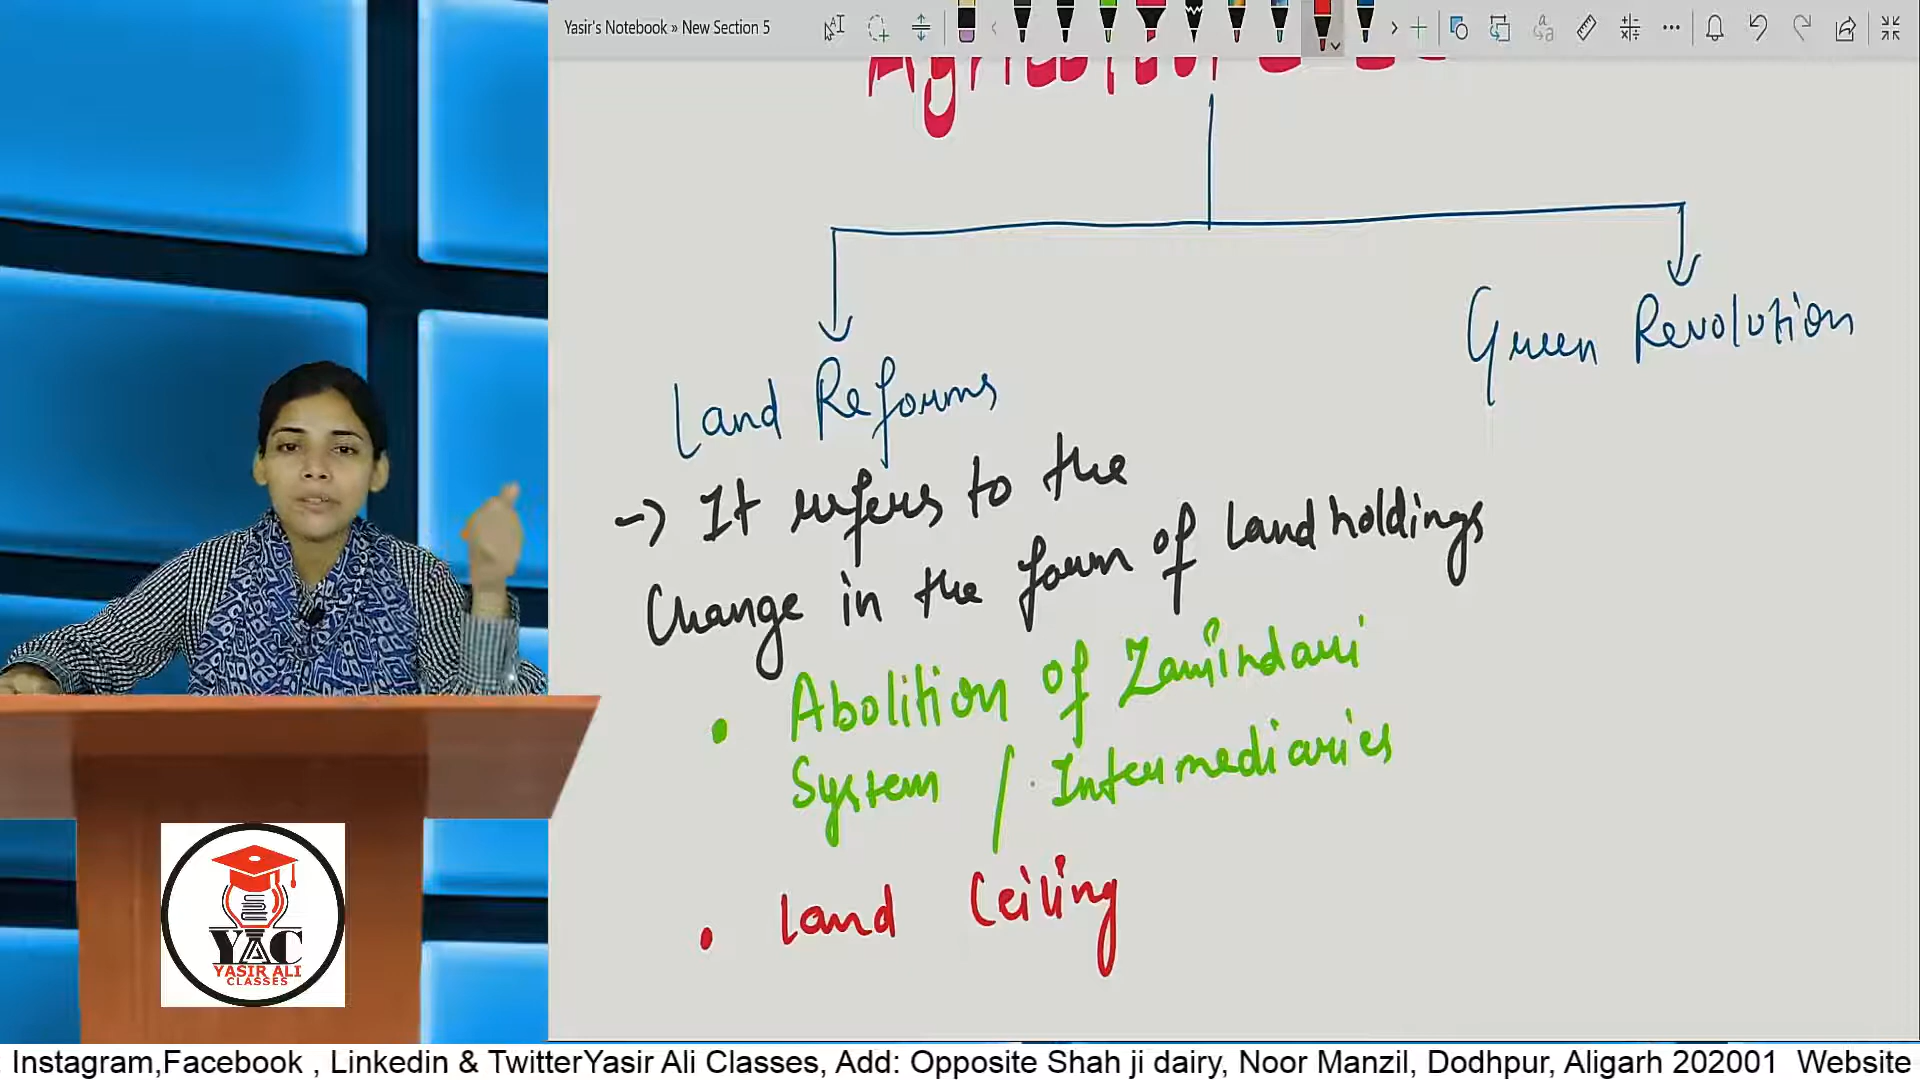 Yasir's Notebook » New Section 5
Green Revolution
Land Reforms
-> It refers to the
Change in the form of landholdings
• Abolition of Zamindari
System / Intermediaries
• Land Ceiling
YAC
YASIR ALI
CLASSES
Instagram,Facebook , Linkedin & TwitterYasir Ali Classes, Add: Opposite Shah ji dairy, Noor Manzil, Dodhpur, Aligarh 202001 Website